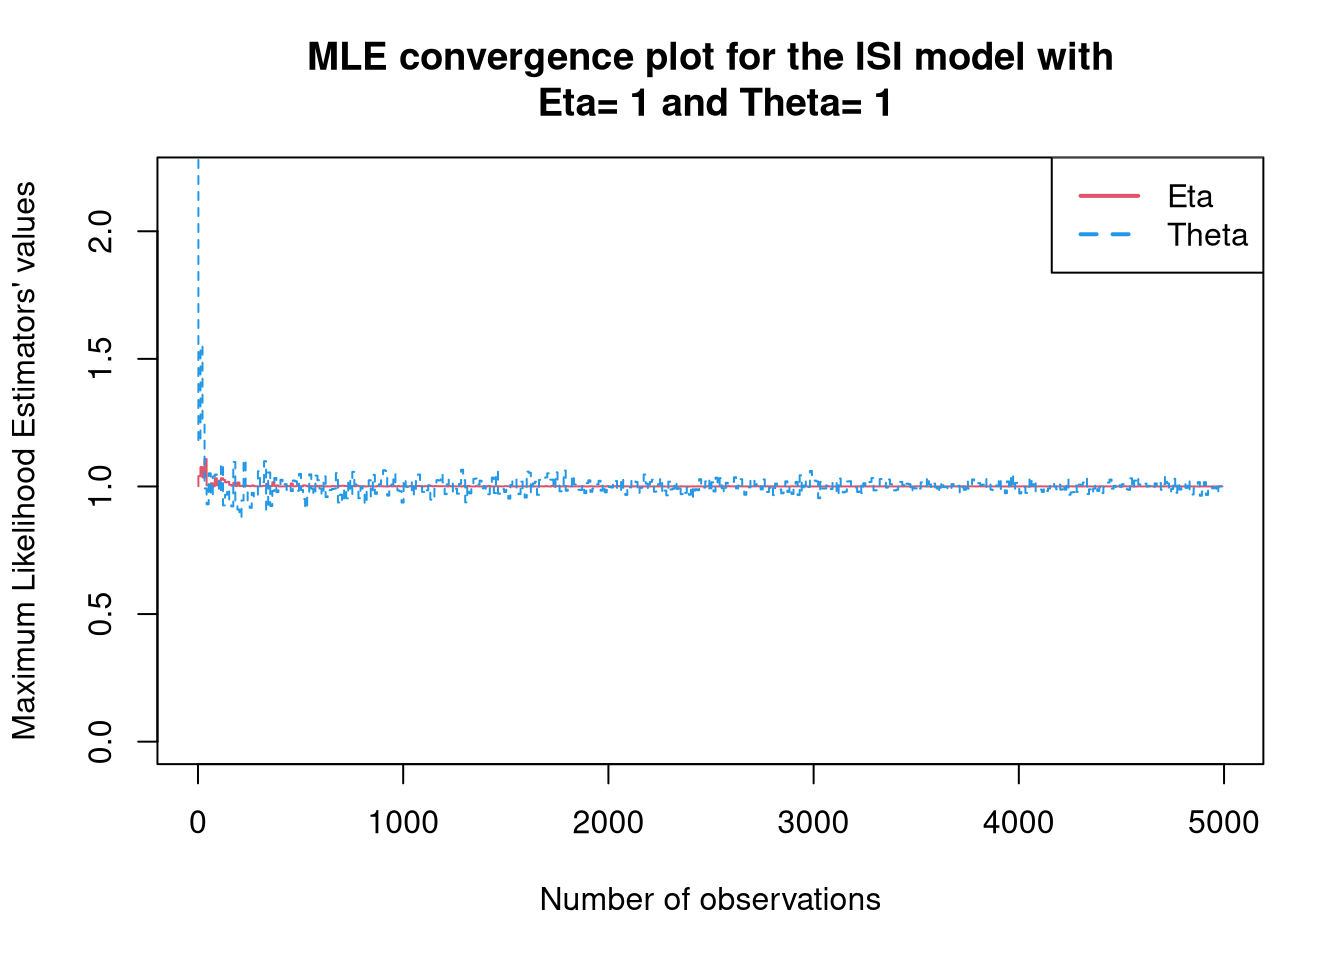 MLE convergence plot for the ISI model with
Eta= 1 and Theta= 1
Maximum Likelihood Estimators' values
2.0
1.5
1.0
0.5
0.0
Eta
Theta
0 1000 2000 3000 4000 5000
Number of observations